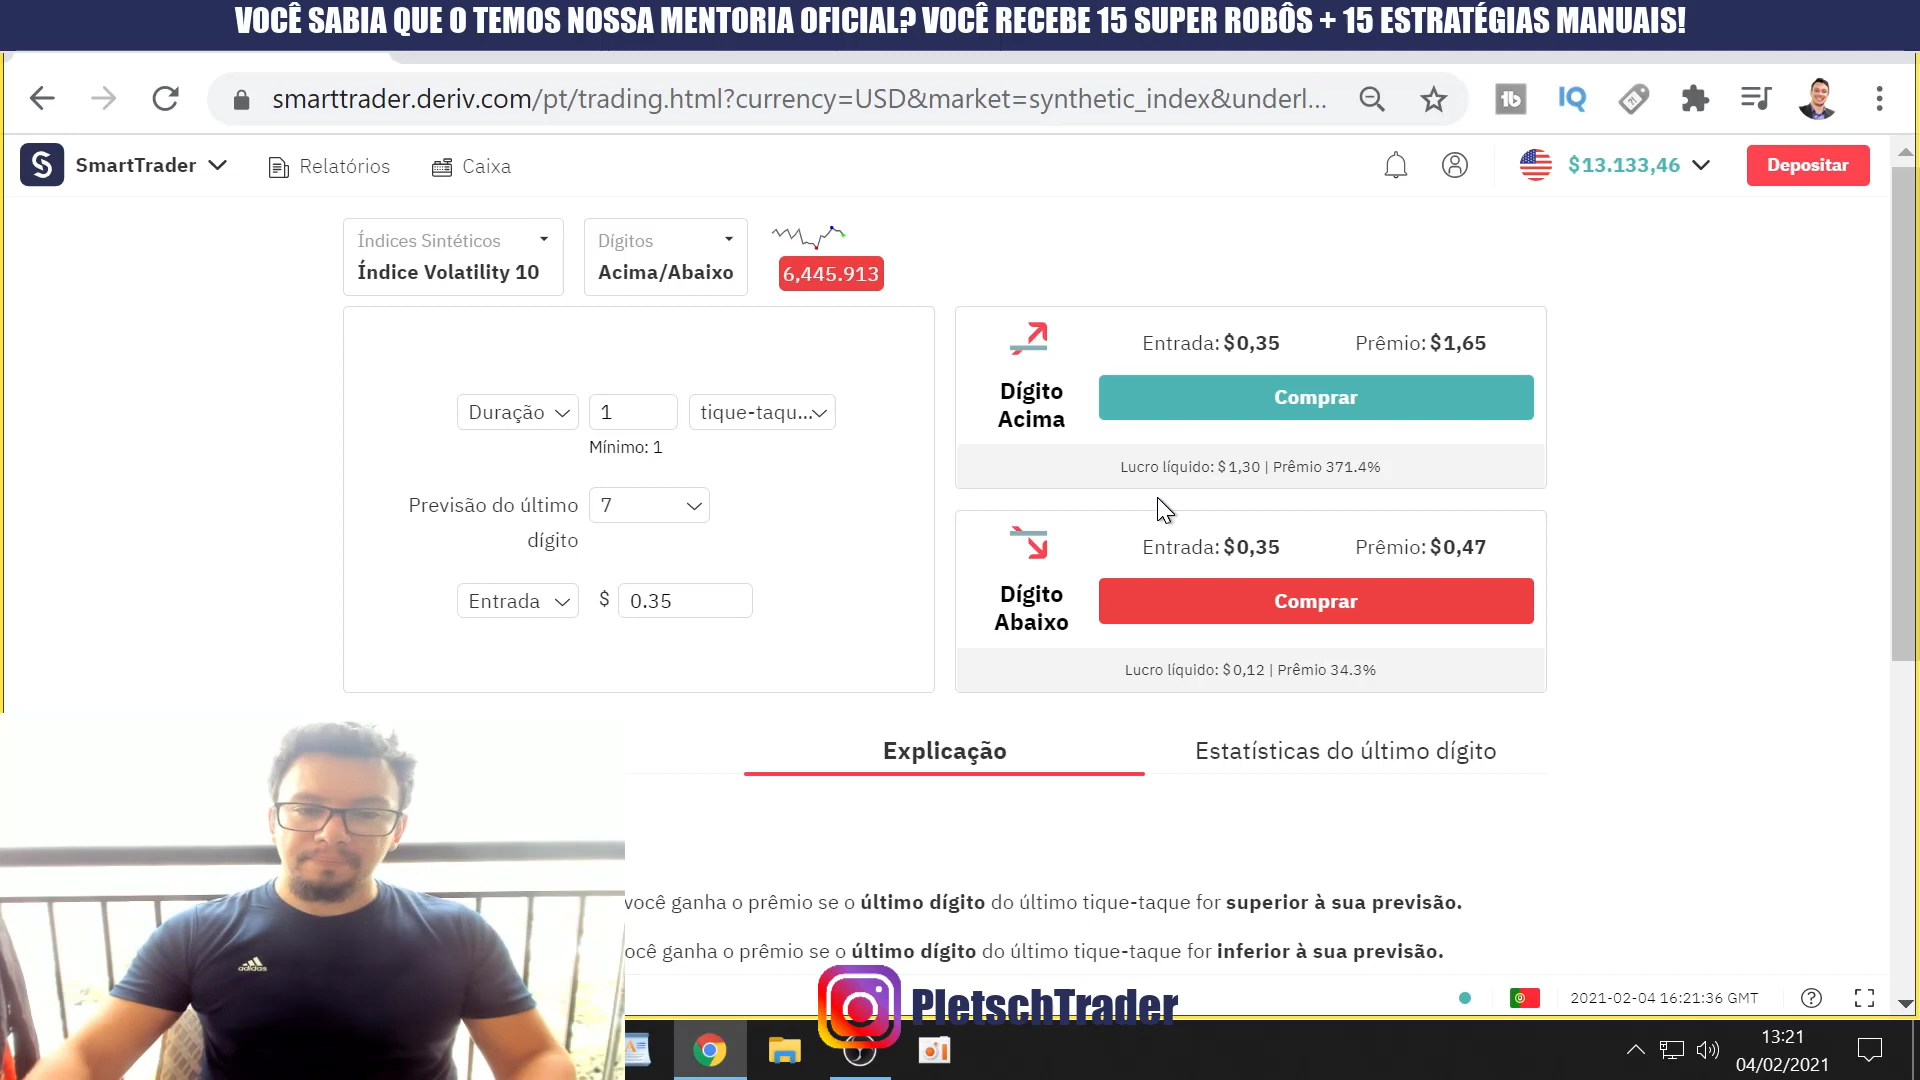 VOCÊ SABIA QUE O TEMOS NOSSA MENTORIA OFICIAL? VOCÊ RECEBE 15 SUPER ROBÔS + 15 ESTRATÉGIAS MANUAIS!
smarttrader.deriv.com/pt/trading.html?currency=USD&market=synthetic_index&underl...
SmartTrader
Relatórios
Caixa
$13.133,46
Depositar
Índices Sintéticos
Índice Volatility 10
Dígitos
Acima/Abaixo
6,445.913
Duração
1
tique-taqu...
Mínimo: 1
Previsão do último
dígito
7
Entrada
$
0.35
Entrada: $0,35
Prêmio: $1,65
Dígito
Acima
Comprar
Lucro líquido: $1,30 | Prêmio 371.4%
Entrada: $0,35
Prêmio: $0,47
Dígito
Abaixo
Comprar
Lucro líquido: $0,12 | Prêmio 34.3%
Explicação
Estatísticas do último dígito
você ganha o prêmio se o último dígito do último tique-taque for superior à sua previsão.
ocê ganha o prêmio se o último dígito do último tique-taque for inferior à sua previsão.
adidas
PletschTrader
2021-02-04 16:21:36 GMT
13:21
04/02/2021